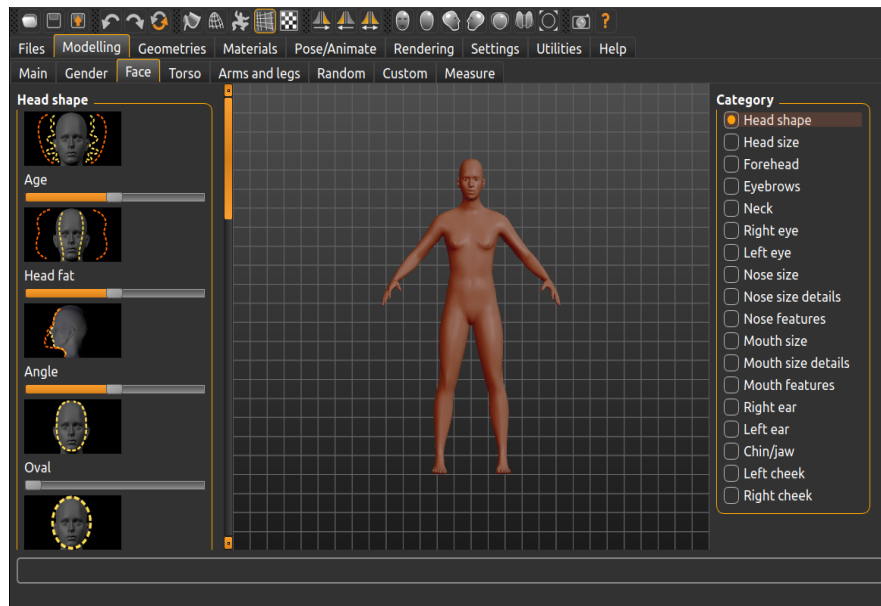 Files Modelling Geometries Materials Pose/Animate Rendering Settings Utilities Help
Main Gender Face Torso Arms and legs Random Custom Measure
Head shape
Age
Head fat
Angle
Oval
Category
Head shape
Head size
Forehead
Eyebrows
Neck
Right eye
Left eye
Nose size
Nose size details
Nose features
Mouth size
Mouth size details
Mouth features
Right ear
Left ear
Chin/jaw
Left cheek
Right cheek